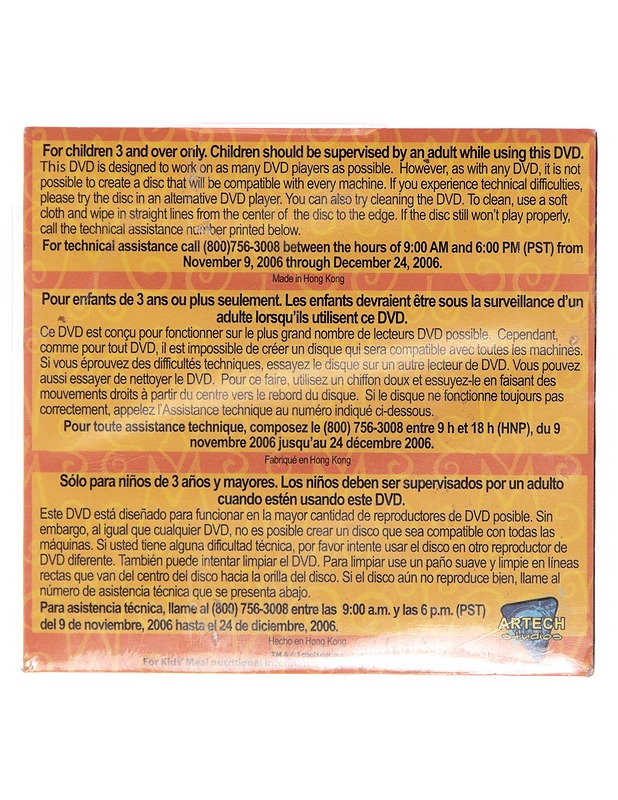 For children 3 and over only. Children should be supervised by an adult while using this DVD.
This DVD is designed to work on as many DVD players as possible. However, as with any DVD, it is not
possible to create a disc that will be compatible with every machine. If you experience technical difficulties,
please try the disc in an alternative DVD player. You can also try cleaning the DVD. To clean, use a soft
cloth and wipe in straight lines from the center of the disc to the edge. If the disc still won't play properly,
call the technical assistance number printed below.
For technical assistance call (800)756-3008 between the hours of 9:00 AM and 6:00 PM (PST) from
November 9, 2006 through December 24, 2006.
Made in Hong Kong
Pour enfants de 3 ans ou plus seulement. Les enfants devraient être sous la surveillance d'un
adulte lorsqu'ils utilisent ce DVD.
Ce DVD est conçu pour fonctionner sur le plus grand nombre de lecteurs DVD possible. Cependant,
comme pour tout DVD, il est impossible de créer un disque qui sera compatible avec toutes les machines.
Si vous éprouvez des difficultés techniques, essayez le disque sur un autre lecteur de DVD. Vous pouvez
aussi essayer de nettoyer le DVD. Pour ce faire, utilisez un chiffon doux et essuyez-le en faisant des
mouvements droits à partir du centre vers le rebord du disque. Si le disque ne fonctionne toujours pas
correctement, appelez l'Assistance technique au numéro indiqué ci-dessous.
Pour toute assistance technique, composez le (800) 756-3008 entre 9 h et 18 h (HNP), du 9
novembre 2006 jusqu'au 24 décembre 2006.
Fabriqué en Hong Kong
Sólo para niños de 3 años y mayores. Los niños deben ser supervisados por un adulto
cuando estén usando este DVD.
Este DVD está diseñado para funcionar en la mayor cantidad de reproductores de DVD posible. Sin
embargo, al igual que cualquier DVD, no es posible crear un disco que sea compatible con todas las
máquinas. Si usted tiene alguna dificultad técnica, por favor intente usar el disco en otro reproductor de
DVD diferente. También puede intentar limpiar el DVD. Para limpiar use un paño suave y limpie en líneas
rectas que van del centro del disco hacia la orilla del disco. Si el disco aún no reproduce bien, llame al
número de asistencia técnica que se presenta abajo.
Para asistencia técnica, llame al (800) 756-3008 entre las 9:00 a.m. y las 6 p.m. (PST)
del 9 de noviembre, 2006 hasta el 24 de diciembre, 2006.
ARTECH
studios
Hecho en Hong Kong
For Kids' Meal nutritional